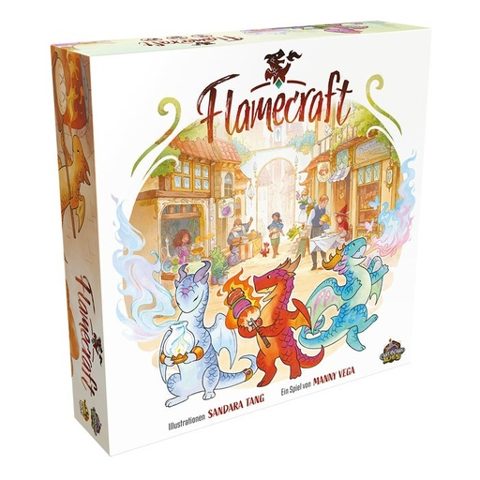 Flamecraft
Flamecraft
Illustrationen SANDARA TANG
Ein Spiel von MANNY VEGA